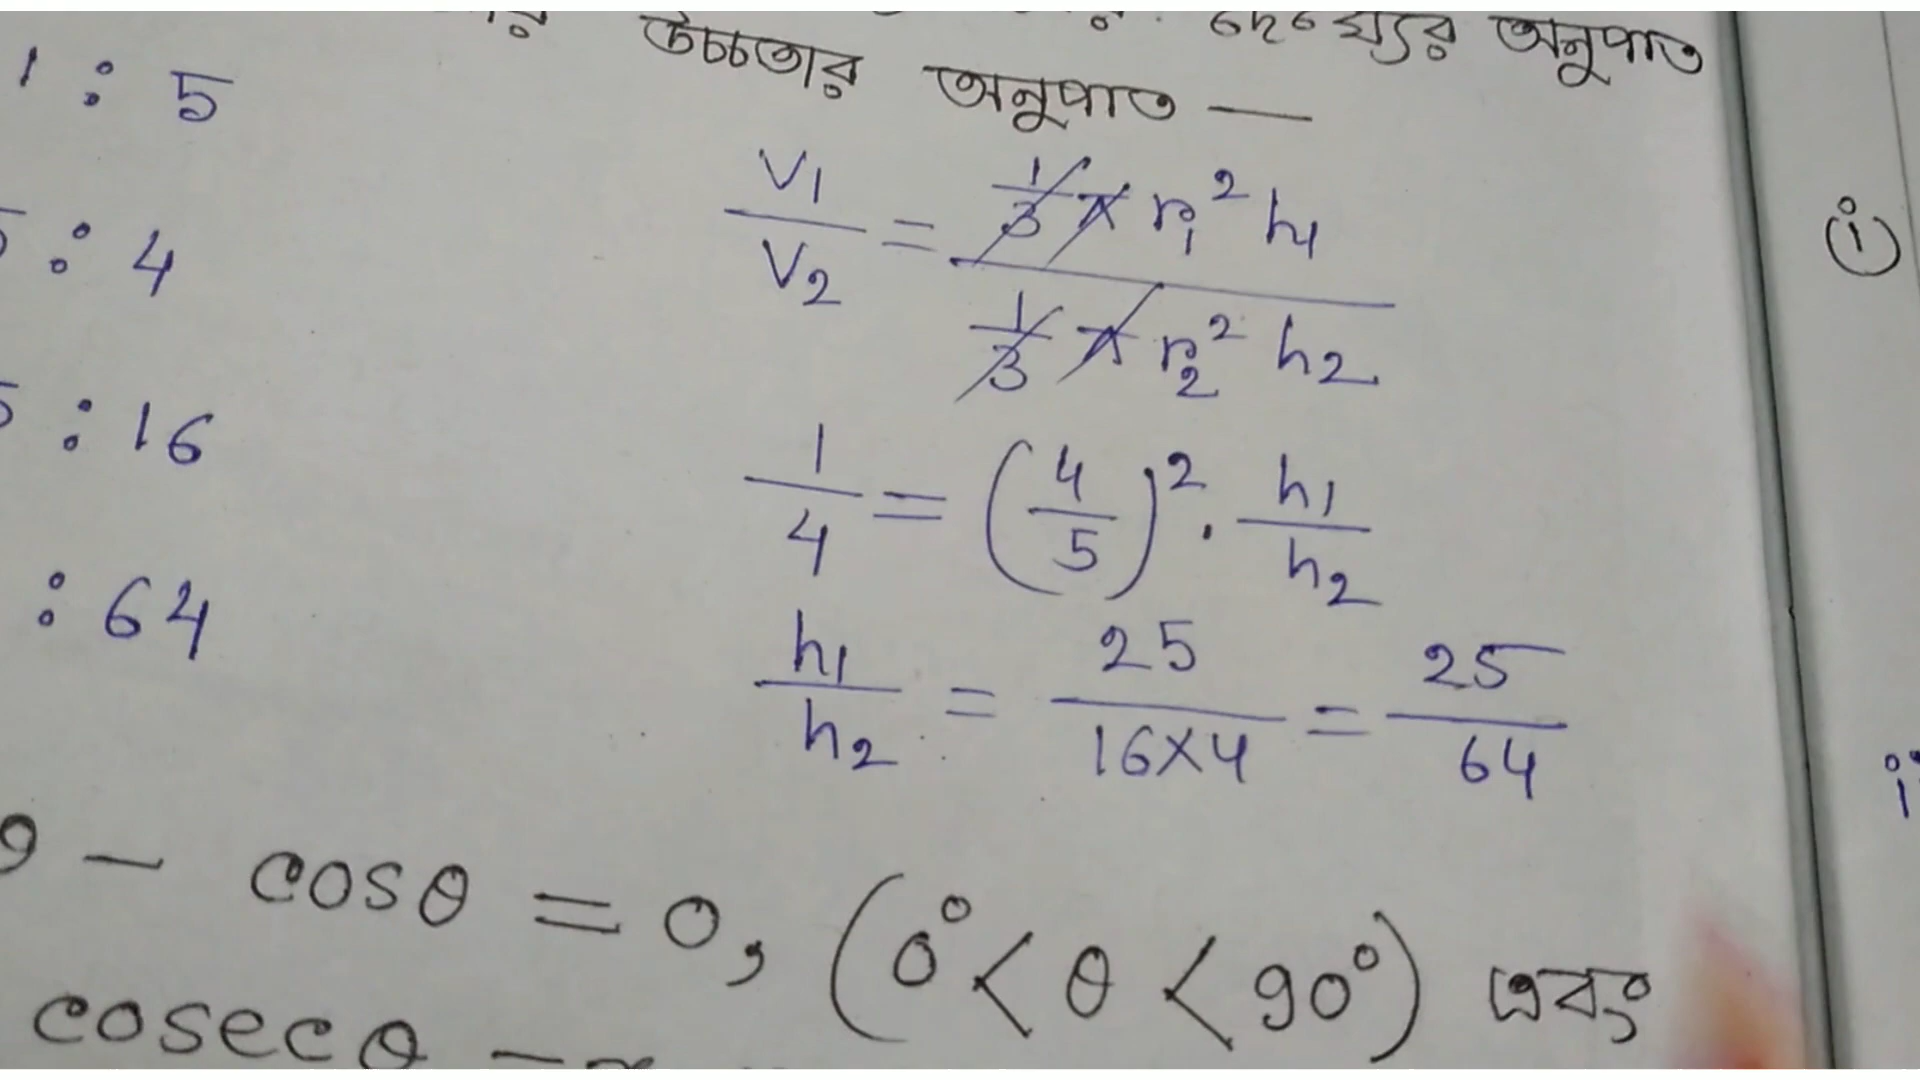 উচ্চতার অনুপাত —
অনুপাত
1 : 5
: 4
: 16
: 64
V1/V2 = 1/3 π r1² h1 / 1/3 π r2² h2
1/4 = (4/5)² · h1/h2
h1/h2 = 25/16×4 = 25/64
- cosθ = 0, (0° < θ < 90°) এবং
cosecθ
(i)